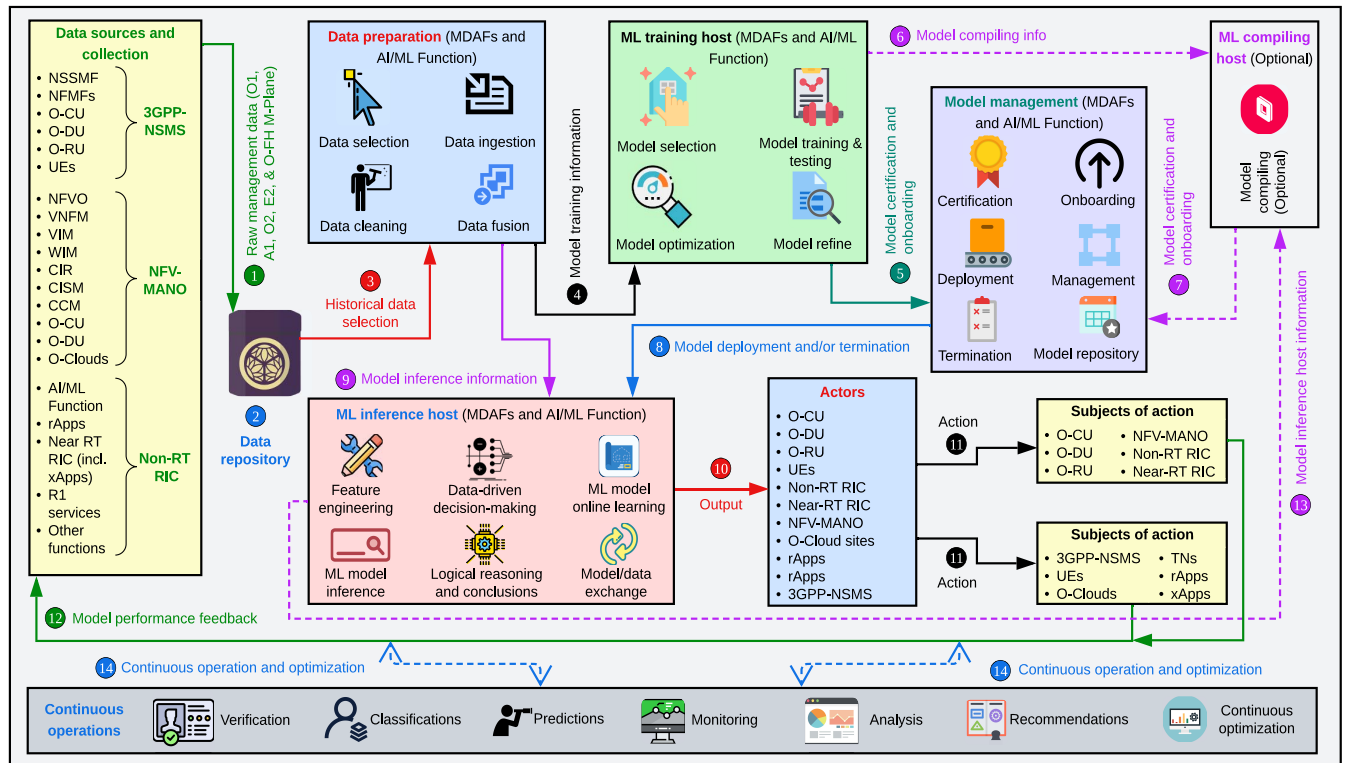 Data sources and
collection
• NSSMF
• NFMFs
• O-CU
• O-DU
• O-RU
• UEs
3GPP-
NSMS
• NFVO
• VNFM
• VIM
• WIM
• CIR
• CISM
• CCM
• O-CU
• O-DU
• O-Clouds
NFV-
MANO
• AI/ML
Function
• rApps
• Near RT
RIC (incl.
xApps)
• R1
services
• Other
functions
Non-RT
RIC
1
Raw management data (O1,
A1, O2, E2, & O-FH M-Plane)
2
Data
repository
3
Historical data
selection
Data preparation (MDAFs and
AI/ML Function)
Data selection
Data ingestion
Data cleaning
Data fusion
4
Model training information
ML training host (MDAFs and AI/ML
Function)
Model selection
Model training &
testing
Model optimization
Model refine
5
Model certification and
onboarding
6 Model compiling info
ML compiling
host (Optional)
Model
compiling
(Optional)
Model management (MDAFs
and AI/ML Function)
Certification
Onboarding
Deployment
Management
Termination
Model repository
7
Model certification and
onboarding
8 Model deployment and/or termination
9 Model inference information
ML inference host (MDAFs and AI/ML Function)
Feature
engineering
Data-driven
decision-making
ML model
online learning
ML model
inference
Logical reasoning
and conclusions
Model/data
exchange
10
Output
Actors
• O-CU
• O-DU
• O-RU
• UEs
• Non-RT RIC
• Near-RT RIC
• NFV-MANO
• O-Cloud sites
• rApps
• rApps
• 3GPP-NSMS
Action
11
11
Action
Subjects of action
• O-CU
• O-DU
• O-RU
• NFV-MANO
• Non-RT RIC
• Near-RT RIC
Subjects of action
• 3GPP-NSMS
• UEs
• O-Clouds
• TNs
• rApps
• xApps
13
Model inference host information
12 Model performance feedback
14 Continuous operation and optimization
14 Continuous operation and optimization
Continuous
operations
Verification
Classifications
Predictions
Monitoring
Analysis
Recommendations
Continuous
optimization